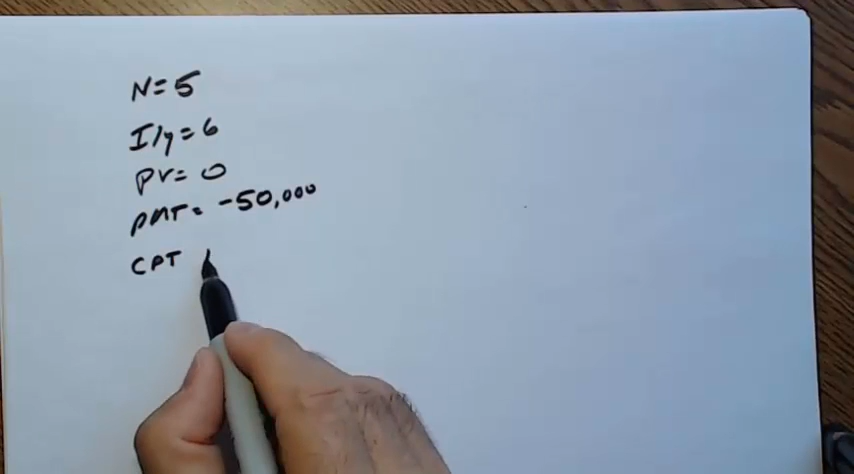 N=5
I/y=6
PV=0
PMT= -50,000
CPT